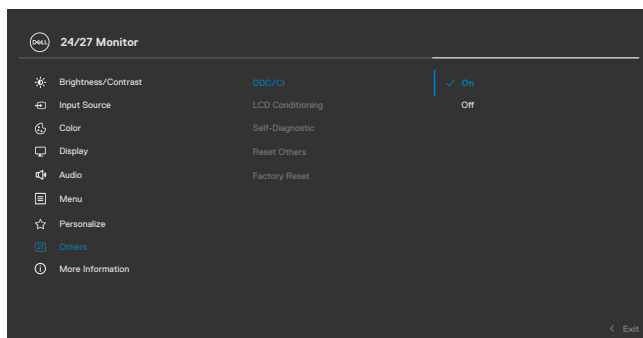 DELL 24/27 Monitor
Brightness/Contrast DDC/CI On
Input Source LCD Conditioning Off
Color Self-Diagnostic
Display Reset Others
Audio Factory Reset
Menu
Personalize
Others
More Information
Exit